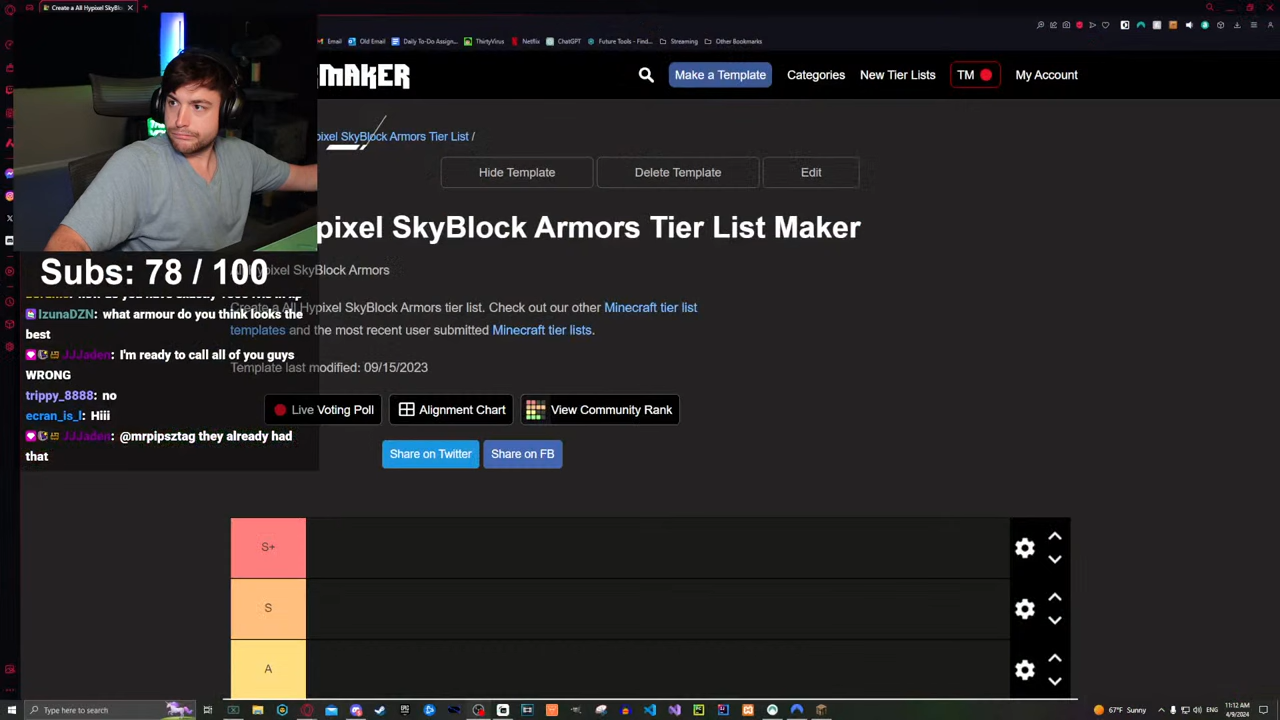 Create a All Hypixel SkyBlo
Email
Old Email
Daily To-Do Assign...
ThirtyVirus
Netflix
ChatGPT
Future Tools - Find...
Streaming
Other Bookmarks
MAKER
Make a Template
Categories
New Tier Lists
TM
My Account
pixel SkyBlock Armors Tier List /
Hide Template
Delete Template
Edit
pixel SkyBlock Armors Tier List Maker
Subs: 78 / 100
All Hypixel SkyBlock Armors
Create a All Hypixel SkyBlock Armors tier list. Check out our other Minecraft tier list
templates and the most recent user submitted Minecraft tier lists.
Template last modified: 09/15/2023
IzunaDZN: what armour do you think looks the
best
JJJaden: I'm ready to call all of you guys
WRONG
trippy_8888: no
ecran_is_l: Hiii
JJJaden: @mrpipsztag they already had
that
Live Voting Poll
Alignment Chart
View Community Rank
Share on Twitter
Share on FB
S+
S
A
Type here to search
67°F Sunny
ENG
11:12 AM
4/9/2024